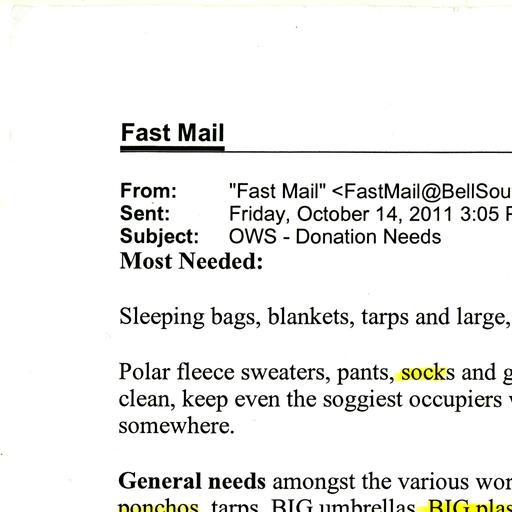 Fast Mail
From: "Fast Mail" <FastMail@BellSou
Sent: Friday, October 14, 2011 3:05 P
Subject: OWS - Donation Needs
Most Needed:
Sleeping bags, blankets, tarps and large,
Polar fleece sweaters, pants, socks and g
clean, keep even the soggiest occupiers
somewhere.
General needs amongst the various wor
ponchos, tarps, BIG umbrellas, BIG plas